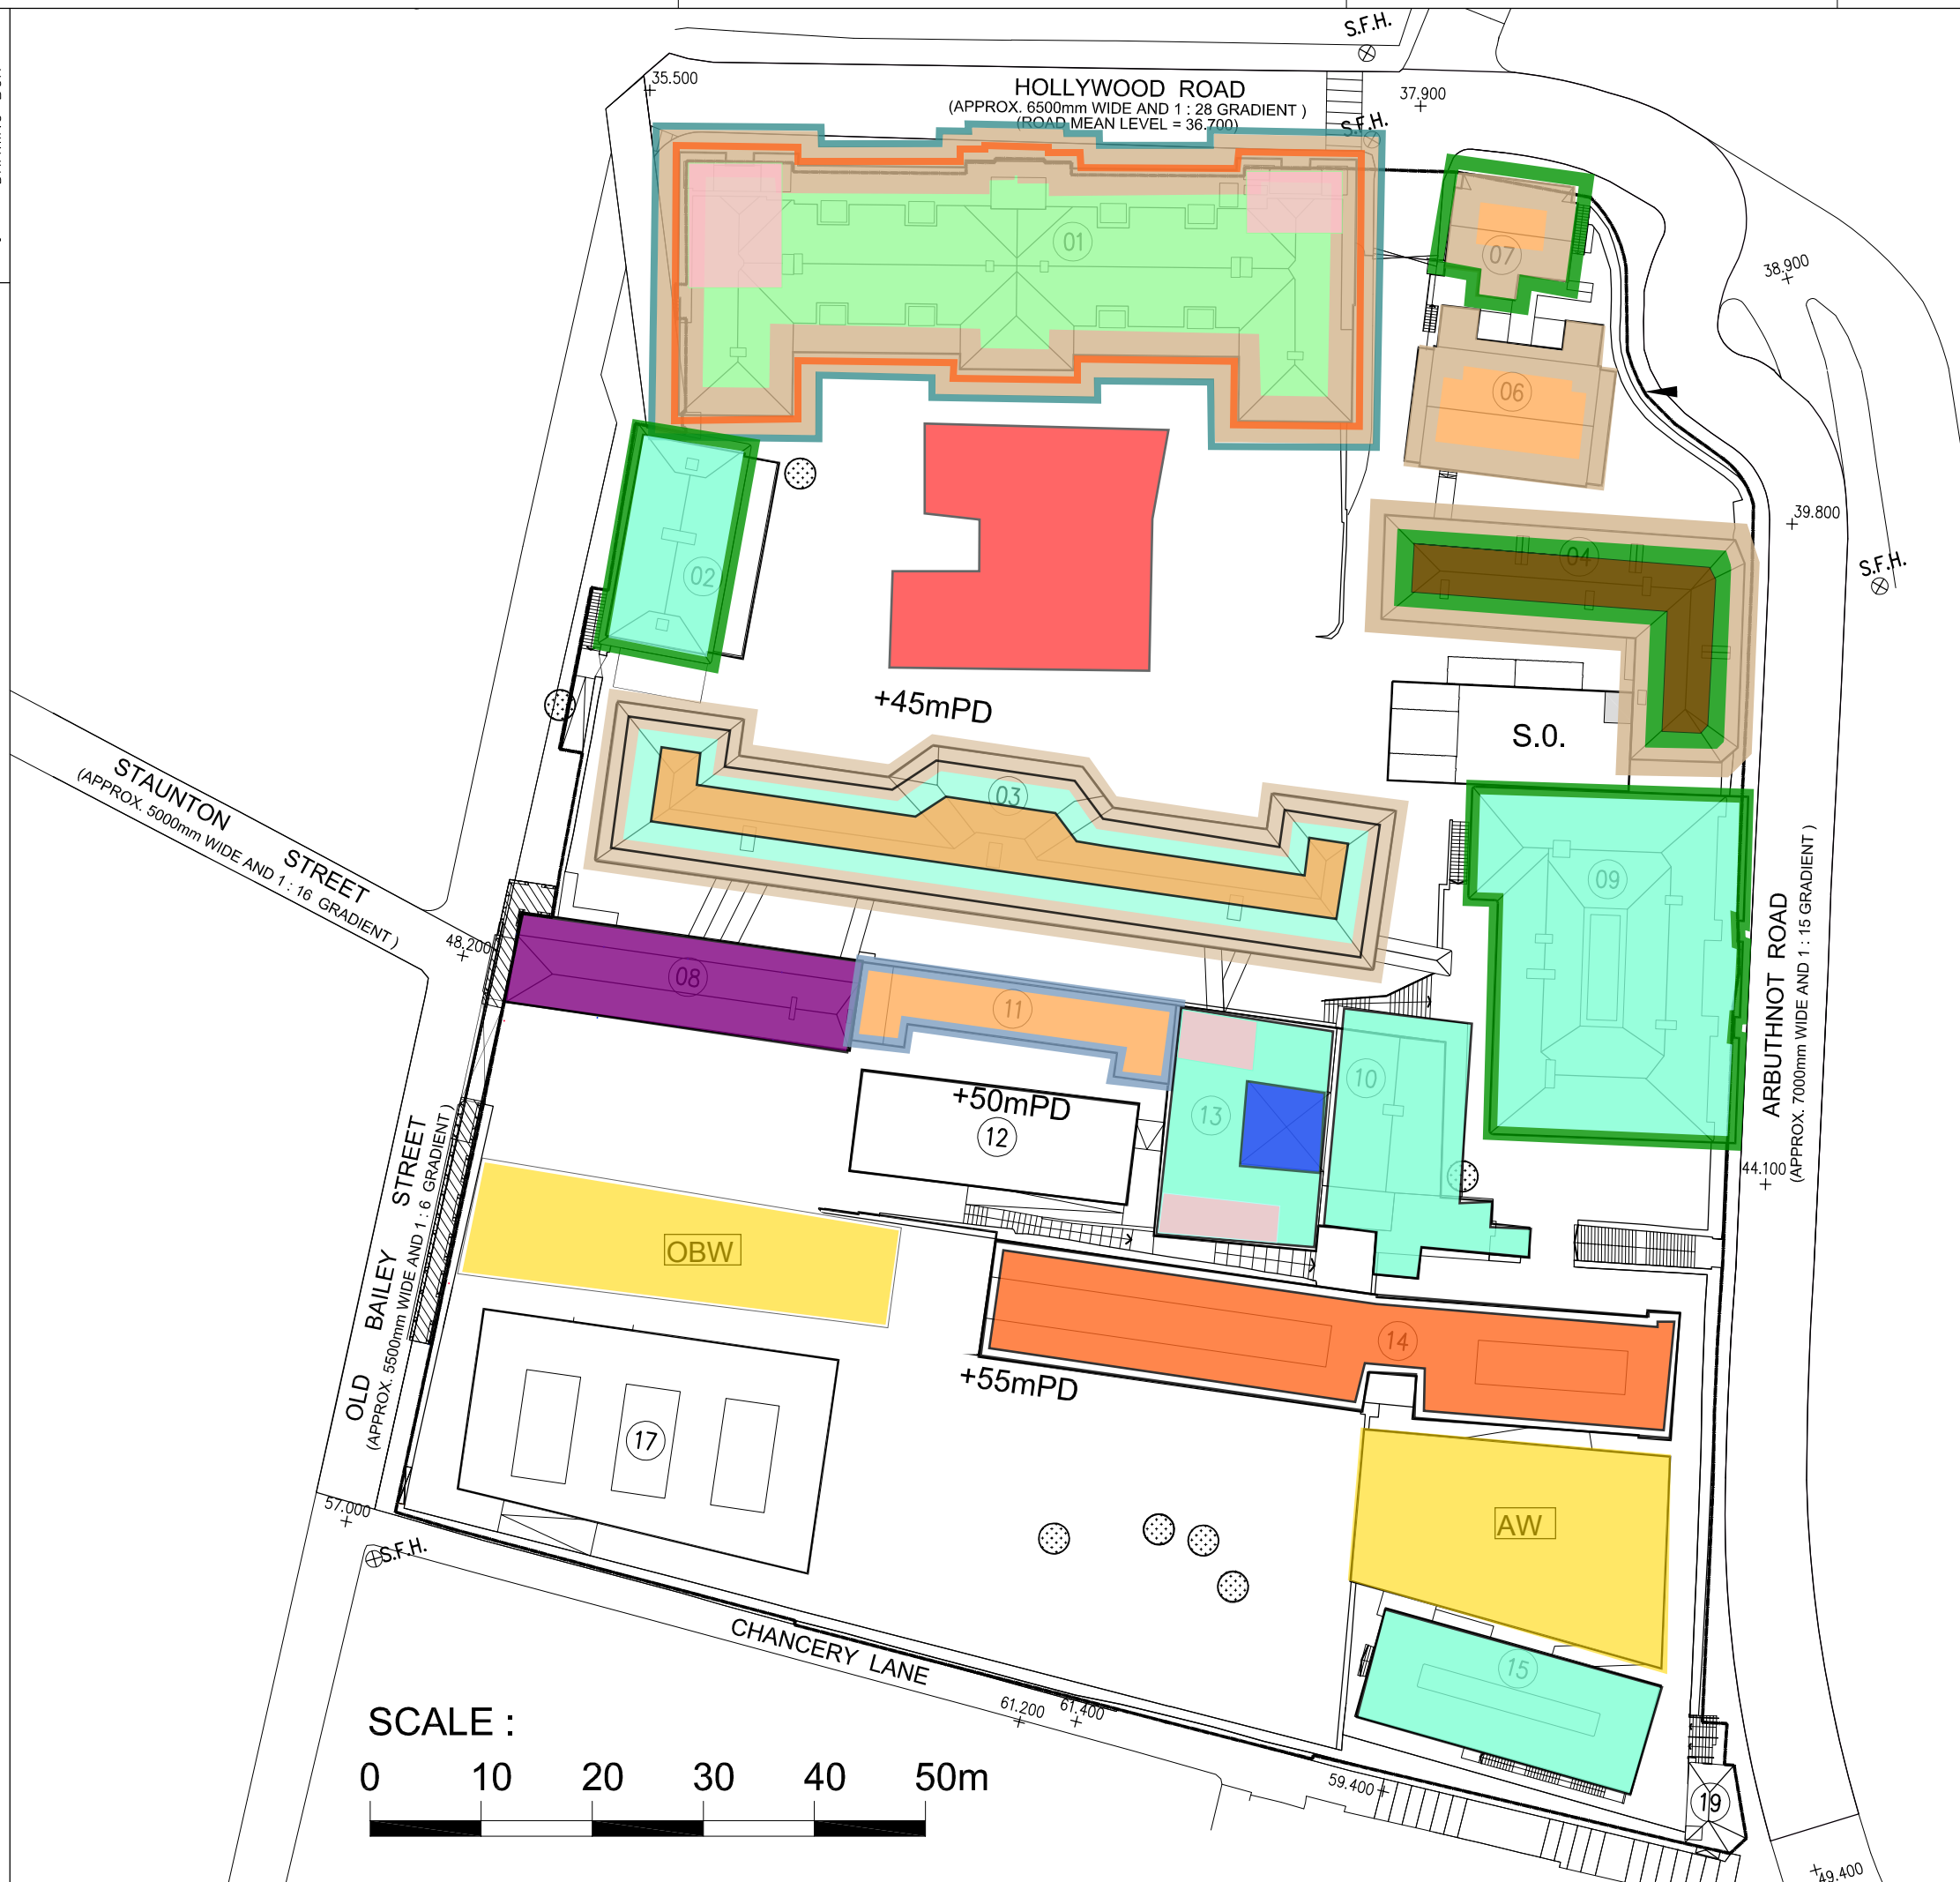 S.F.H.
35.500
HOLLYWOOD ROAD
(APPROX. 6500mm WIDE AND 1 : 28 GRADIENT )
(ROAD MEAN LEVEL = 36.700)
37.900
S.F.H.
01
07
38.900
06
39.800
02
04
S.F.H.
+45mPD
S.O.
03
STAUNTON STREET
(APPROX. 5000mm WIDE AND 1 : 16 GRADIENT )
48.200
08
11
09
10
ARBUTHNOT ROAD
(APPROX. 7000mm WIDE AND 1 : 15 GRADIENT )
+50mPD
12
13
44.100
OLD BAILEY STREET
(APPROX. 5500mm WIDE AND 1 : 6 GRADIENT )
OBW
14
+55mPD
17
AW
57.000
S.F.H.
CHANCERY LANE
15
61.200
61.400
59.400
19
49.400
SCALE :
0 10 20 30 40 50m